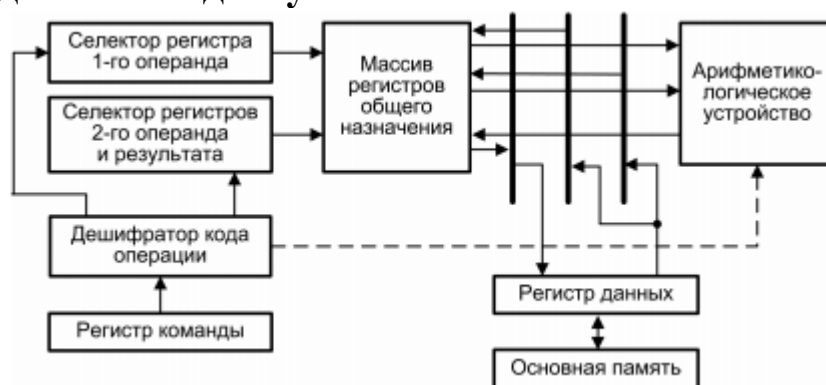 Селектор регистра
1-го операнда
Селектор регистров
2-го операнда
и результата
Массив
регистров
общего
назначения
Арифметико-
логическое
устройство
Дешифратор кода
операции
Регистр команды
Регистр данных
Основная память